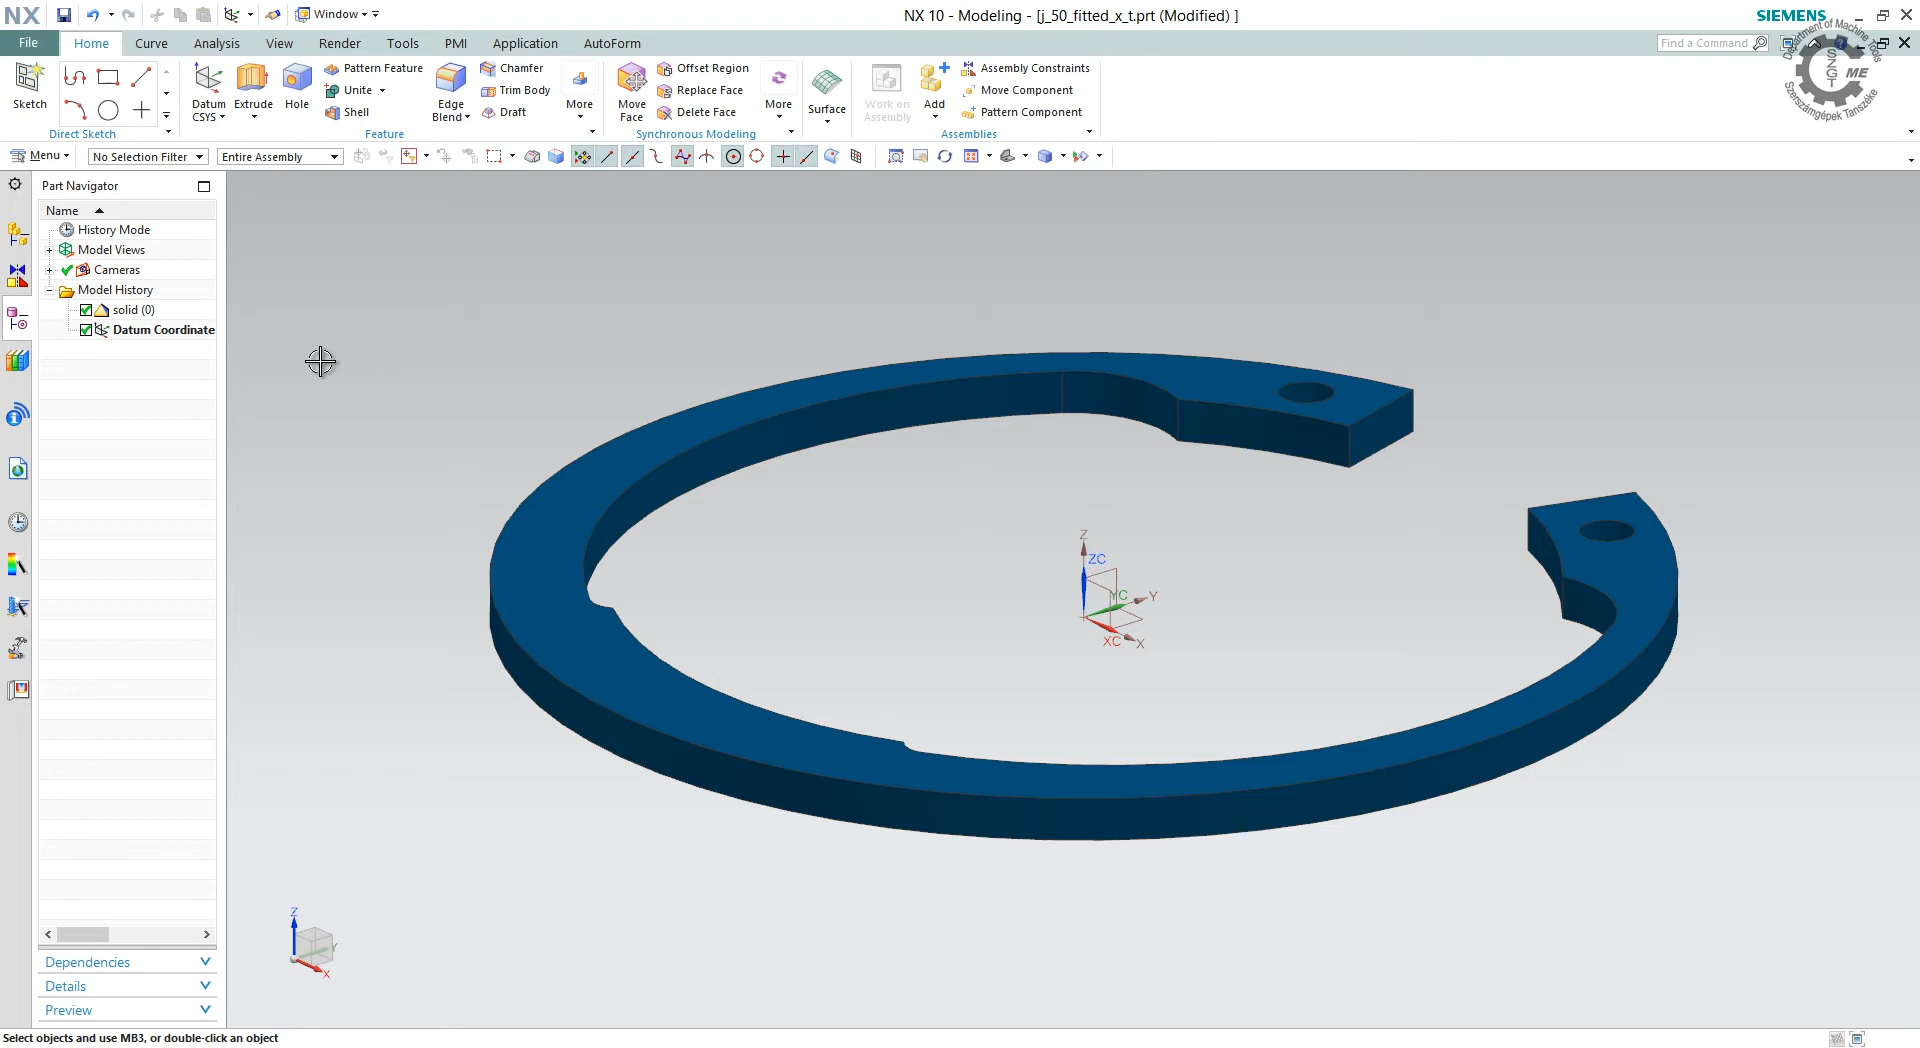 NX
Window
NX 10 - Modeling - [j_50_fitted_x_t.prt (Modified) ]
SIEMENS
File
Home
Curve
Analysis
View
Render
Tools
PMI
Application
AutoForm
Find a Command
Department of Machine Tools
SZGT
ME
Szerszámgépek Tanszéke
Sketch
Direct Sketch
Datum CSYS
Extrude
Hole
Pattern Feature
Unite
Shell
Edge Blend
Chamfer
Trim Body
Draft
More
Feature
Move Face
Offset Region
Replace Face
Delete Face
More
Synchronous Modeling
Surface
Work on Assembly
Add
Assembly Constraints
Move Component
Pattern Component
Assemblies
Menu
No Selection Filter
Entire Assembly
Part Navigator
Name
History Mode
Model Views
Cameras
Model History
solid (0)
Datum Coordinate
Z
ZC
YC
Y
XC
X
Z
Y
X
Dependencies
Details
Preview
Select objects and use MB3, or double-click an object